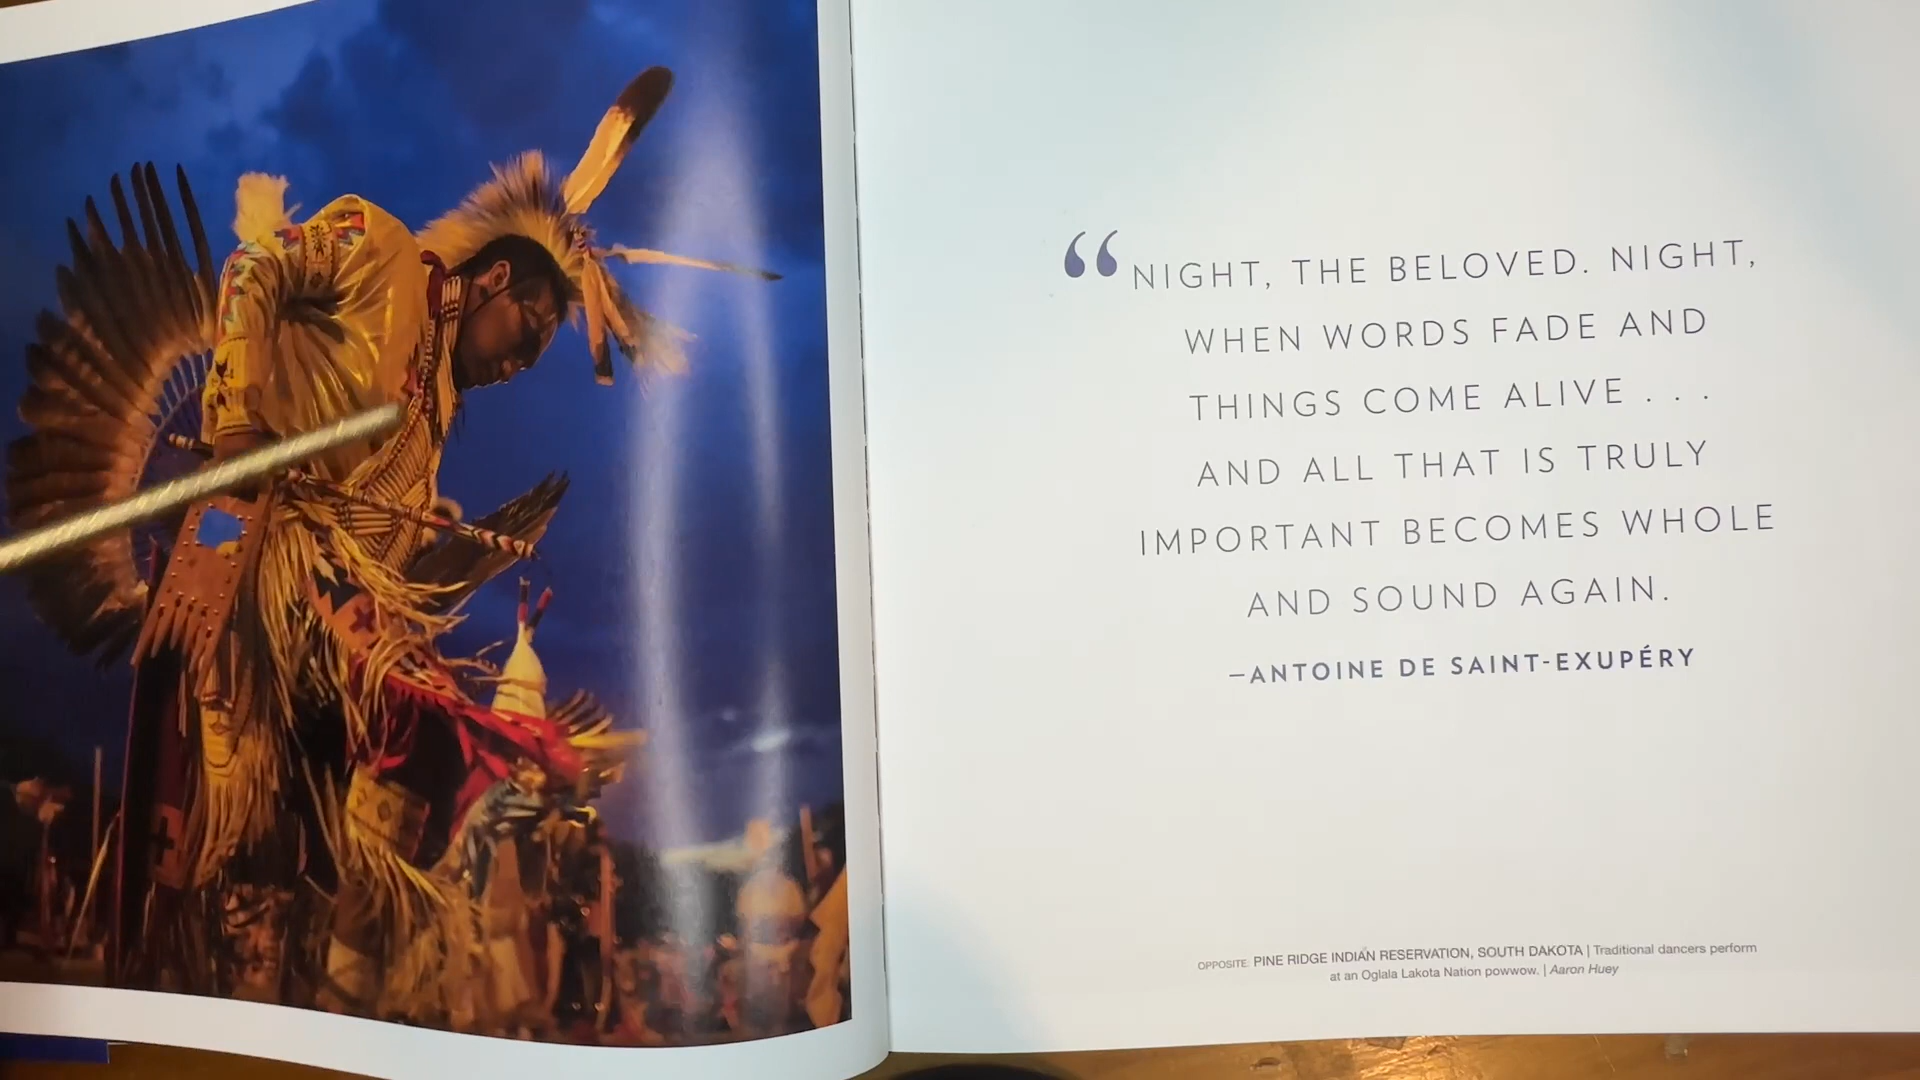 “NIGHT, THE BELOVED. NIGHT,
WHEN WORDS FADE AND
THINGS COME ALIVE . . .
AND ALL THAT IS TRULY
IMPORTANT BECOMES WHOLE
AND SOUND AGAIN.
—ANTOINE DE SAINT-EXUPÉRY
OPPOSITE: PINE RIDGE INDIAN RESERVATION, SOUTH DAKOTA | Traditional dancers perform
at an Oglala Lakota Nation powwow. | Aaron Huey